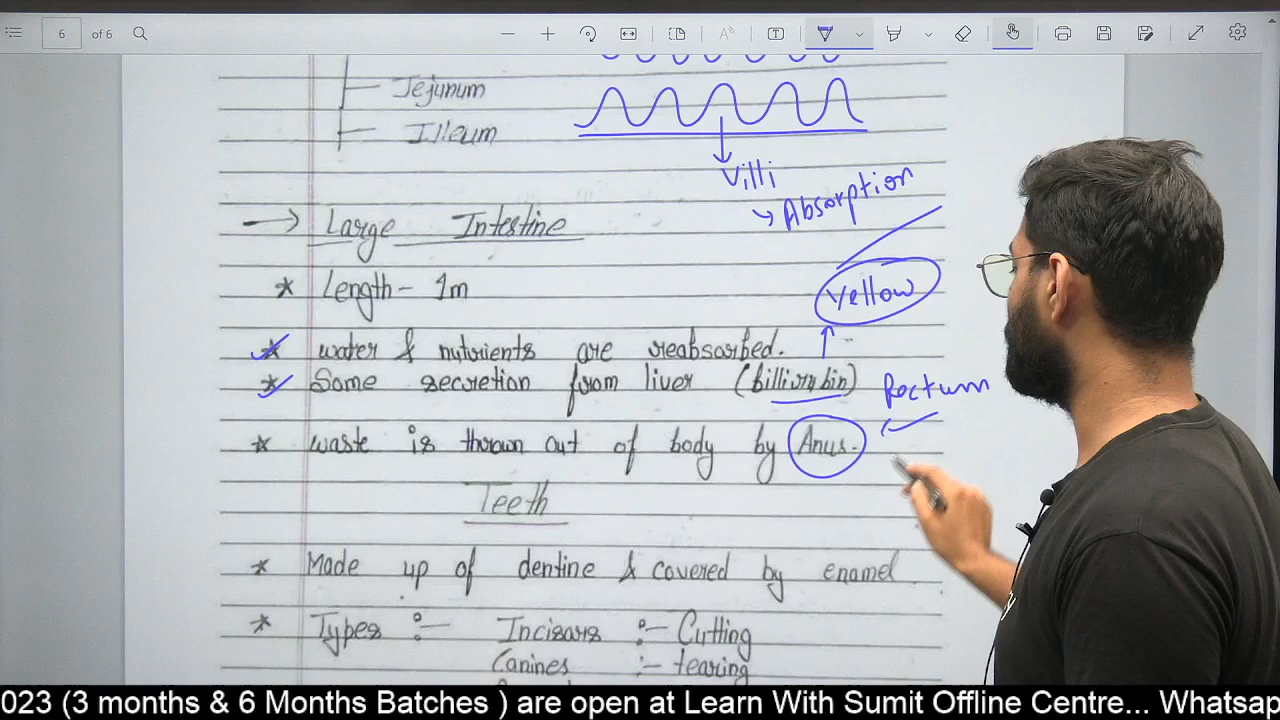 6 of 6
Jejunum
Illeum
Villi
Absorption
→ Large Intestine
* Length - 1m
Yellow
* water & nutrients are reabsorbed.
* Some secretion from liver (billirubin)
Rectum
* waste is thrown out of body by Anus.
Teeth
* Made up of dentine & covered by enamel.
* Types :- Incisors :- Cutting
Canines :- tearing
023 (3 months & 6 Months Batches ) are open at Learn With Sumit Offline Centre... Whatsap